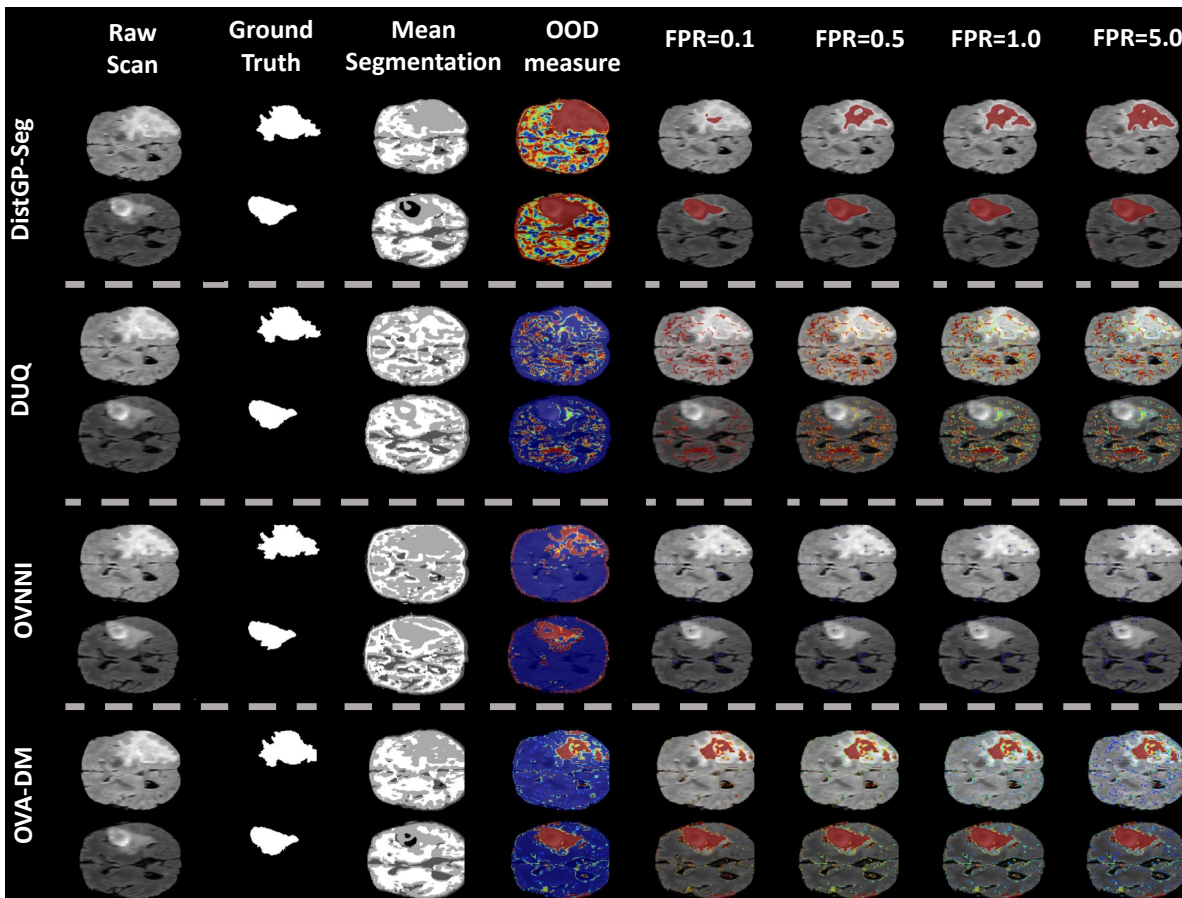 Raw
Scan
Ground
Truth
Mean
Segmentation
OOD
measure
FPR=0.1
FPR=0.5
FPR=1.0
FPR=5.0
DistGP-Seg
DUQ
OVNNI
OVA-DM